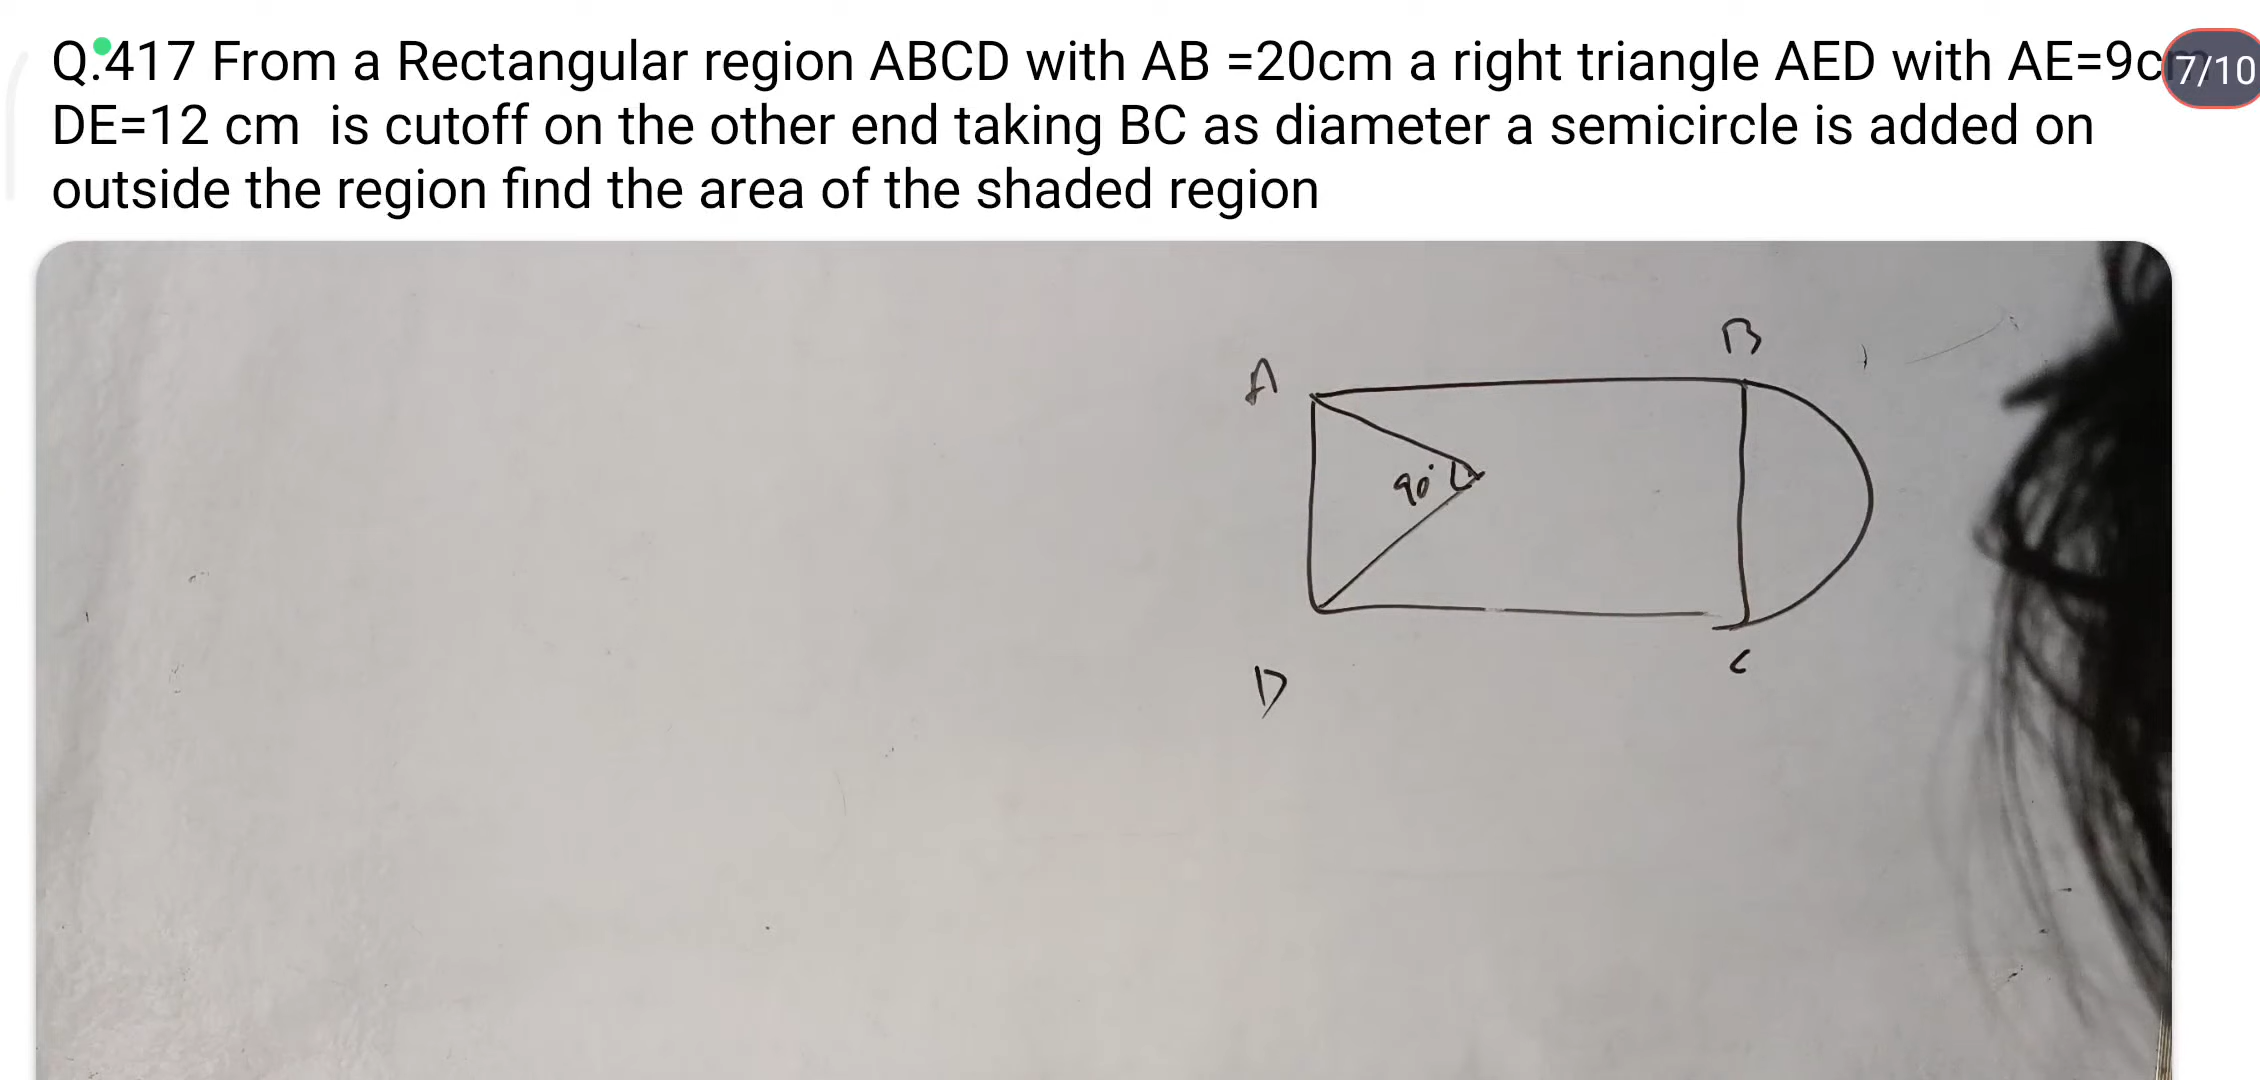 Q.417 From a Rectangular region ABCD with AB =20cm a right triangle AED with AE=9cm
7/10
DE=12 cm is cutoff on the other end taking BC as diameter a semicircle is added on
outside the region find the area of the shaded region
B
A
90°
C
D